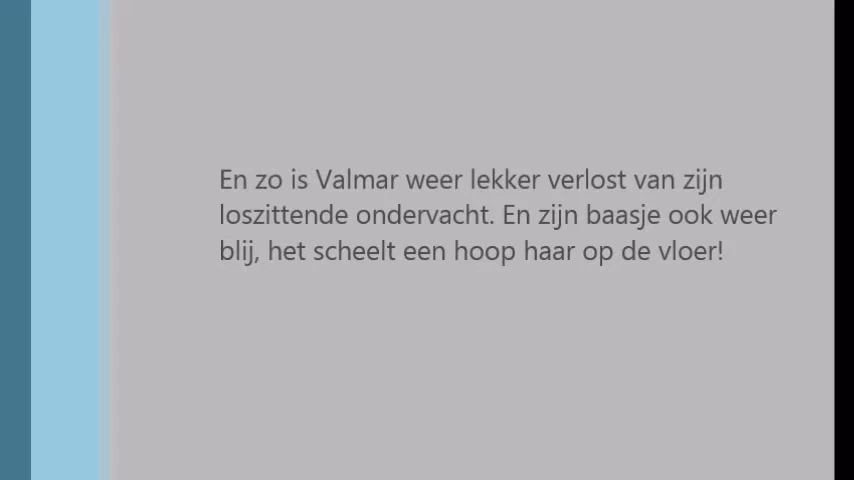 En zo is Valmar weer lekker verlost van zijn
loszittende ondervacht. En zijn baasje ook weer
blij, het scheelt een hoop haar op de vloer!